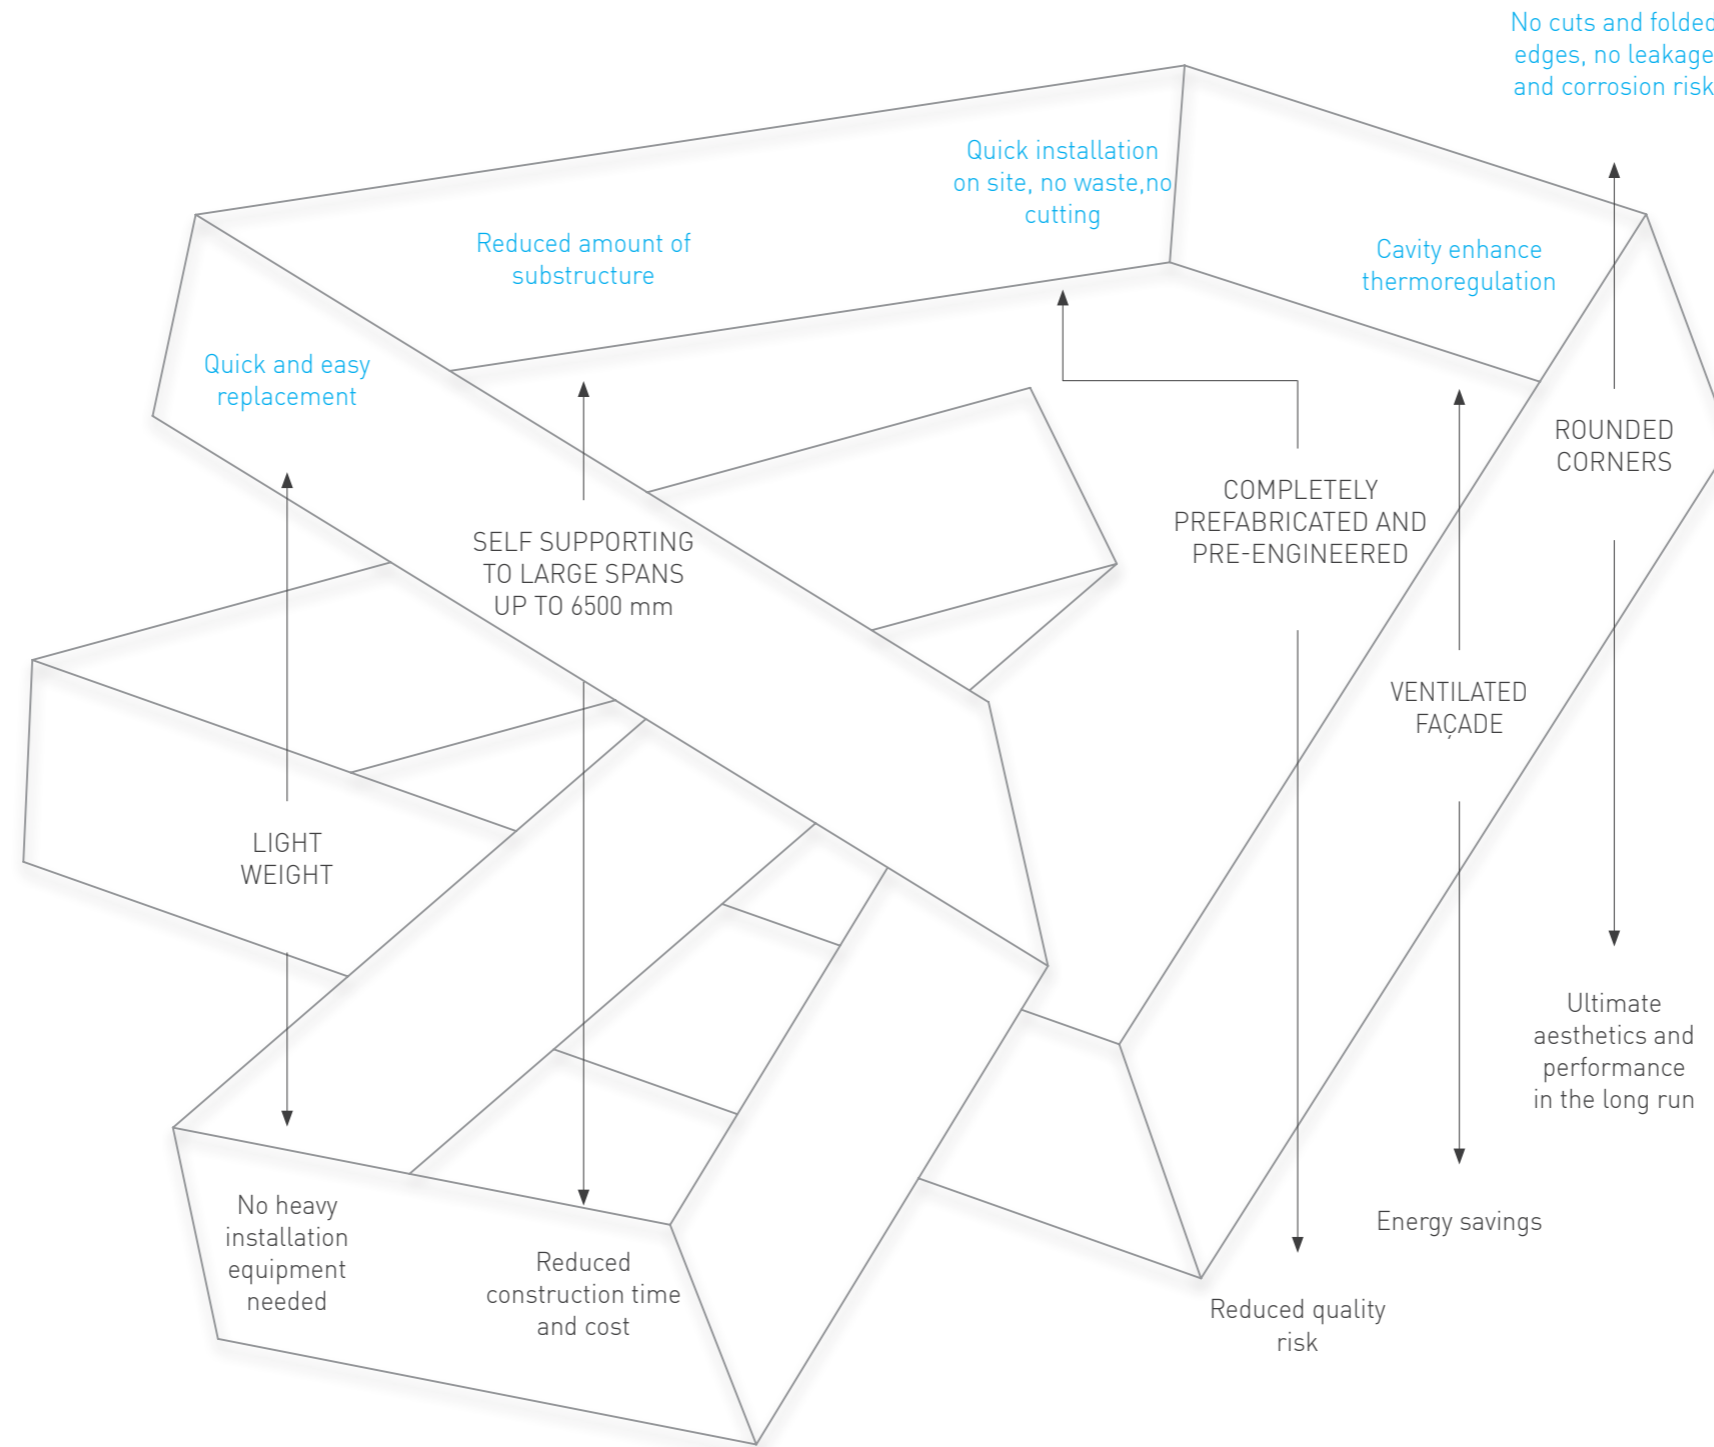 No cuts and folded
edges, no leakage
and corrosion risk
Quick installation
on site, no waste,no
cutting
Reduced amount of
substructure
Cavity enhance
thermoregulation
Quick and easy
replacement
ROUNDED
CORNERS
COMPLETELY
PREFABRICATED AND
PRE-ENGINEERED
SELF SUPPORTING
TO LARGE SPANS
UP TO 6500 mm
VENTILATED
FAÇADE
LIGHT
WEIGHT
Ultimate
aesthetics and
performance
in the long run
No heavy
installation
equipment
needed
Energy savings
Reduced
construction time
and cost
Reduced quality
risk